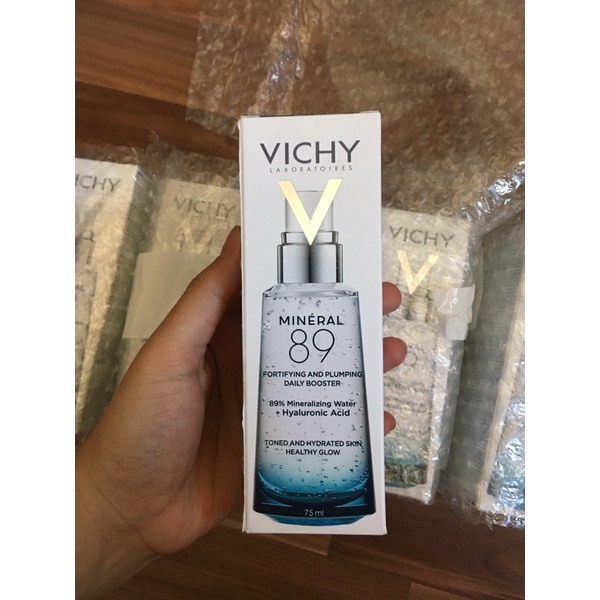 VICHY
LABORATOIRES
MINÉRAL
89
FORTIFYING AND PLUMPING
DAILY BOOSTER
89% Mineralizing Water
+ Hyaluronic Acid
TONED AND HYDRATED SKIN
HEALTHY GLOW
75 ml
VICHY
VICHY
VICHY